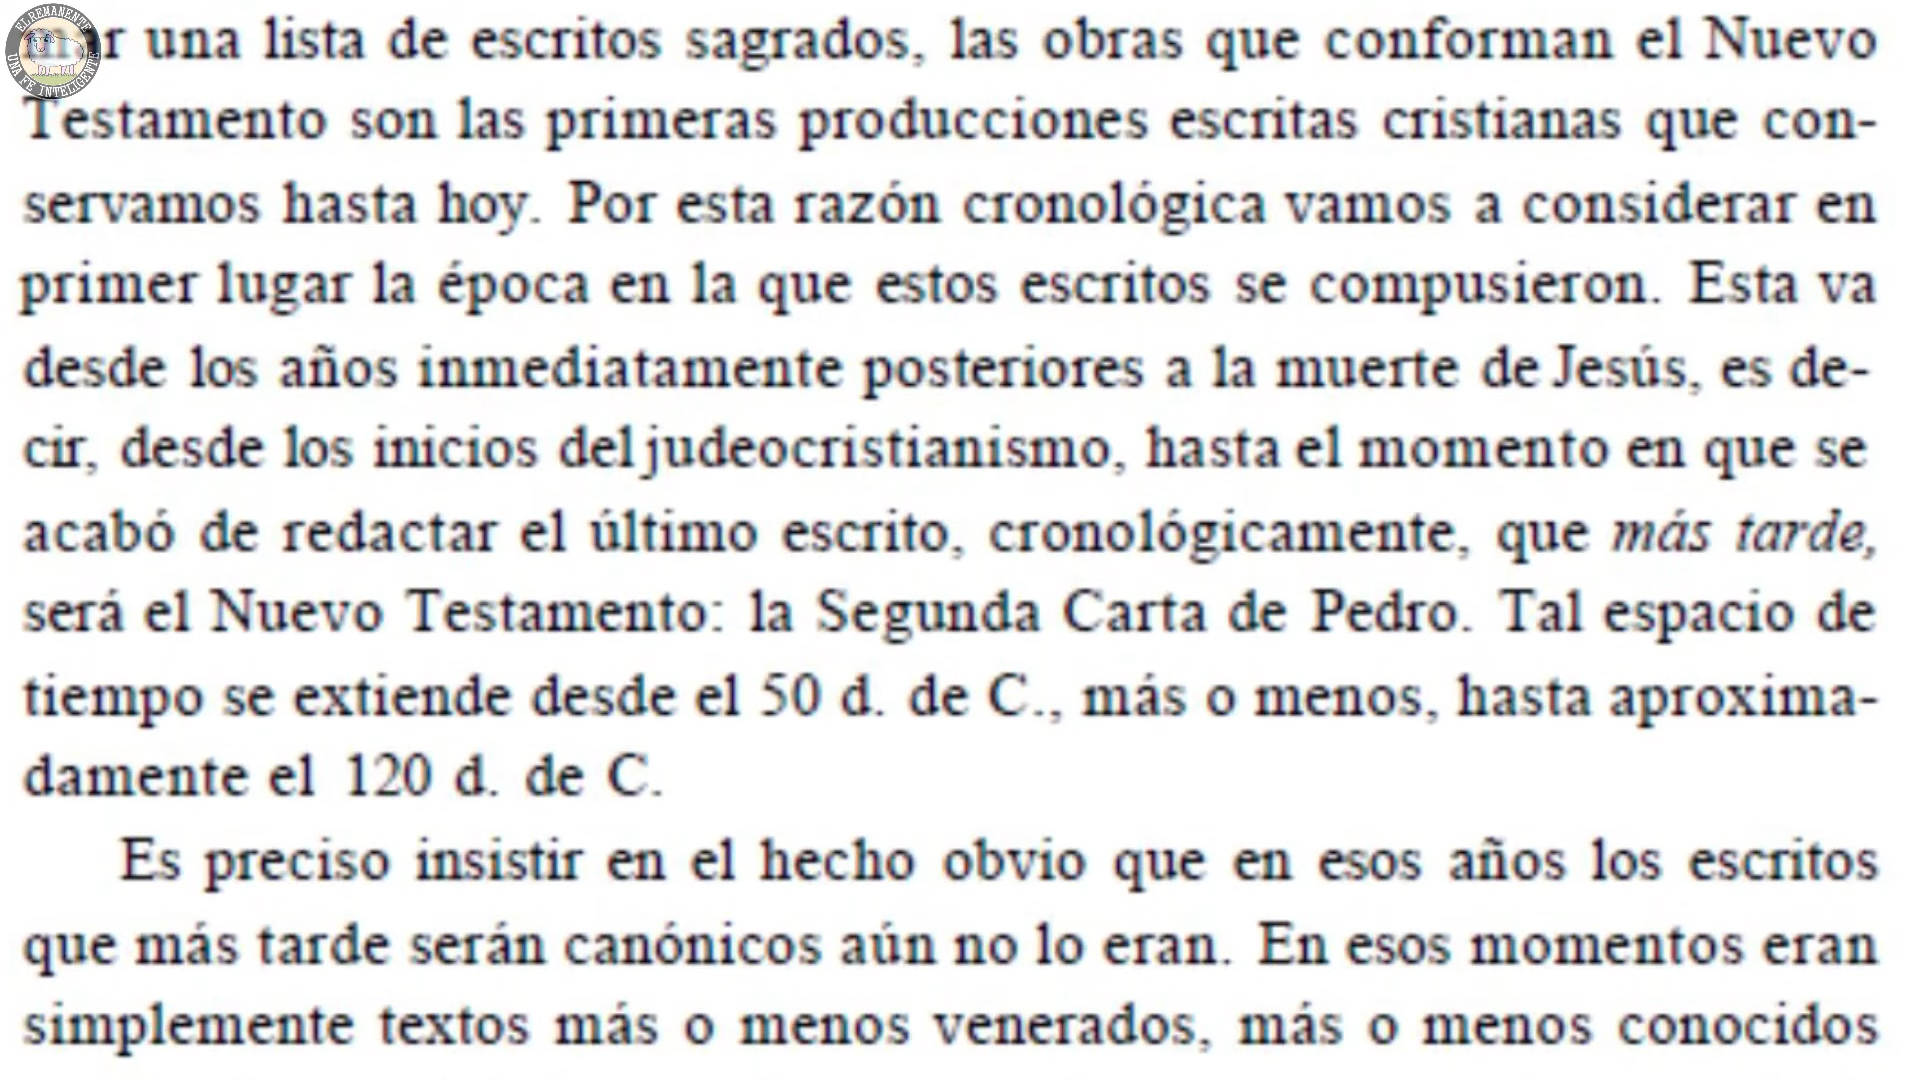 EL REMANENTE
UNA FE INTELIGENTE
una lista de escritos sagrados, las obras que conforman el Nuevo
Testamento son las primeras producciones escritas cristianas que con-
servamos hasta hoy. Por esta razón cronológica vamos a considerar en
primer lugar la época en la que estos escritos se compusieron. Esta va
desde los años inmediatamente posteriores a la muerte de Jesús, es de-
cir, desde los inicios del judeocristianismo, hasta el momento en que se
acabó de redactar el último escrito, cronológicamente, que más tarde,
será el Nuevo Testamento: la Segunda Carta de Pedro. Tal espacio de
tiempo se extiende desde el 50 d. de C., más o menos, hasta aproxima-
damente el 120 d. de C.
Es preciso insistir en el hecho obvio que en esos años los escritos
que más tarde serán canónicos aún no lo eran. En esos momentos eran
simplemente textos más o menos venerados, más o menos conocidos